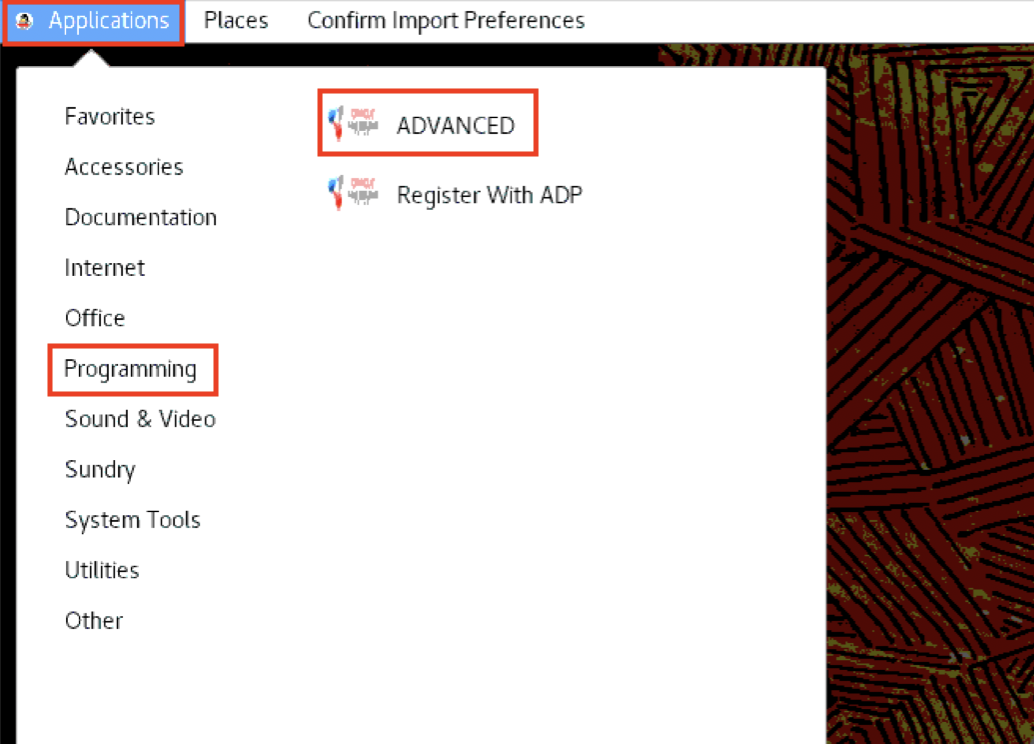 Applications Places Confirm Import Preferences
Favorites
ADVANCED
Accessories
Register With ADP
Documentation
Internet
Office
Programming
Sound & Video
Sundry
System Tools
Utilities
Other